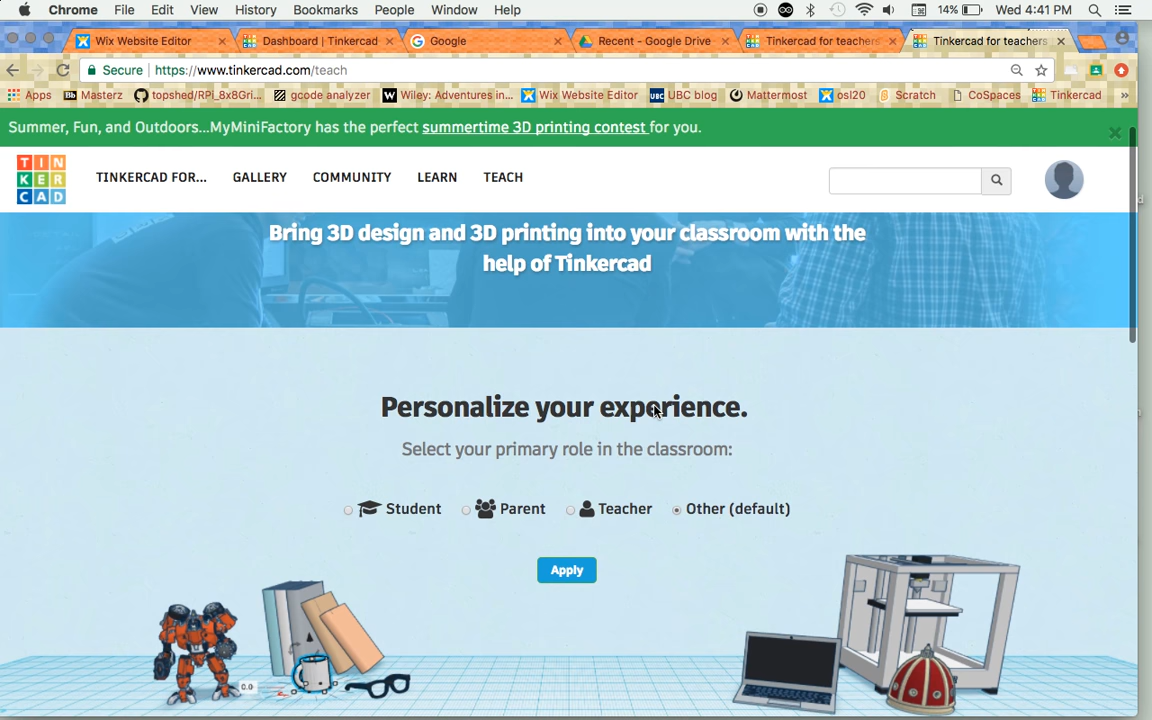 Chrome File Edit View History Bookmarks People Window Help 14% Wed 4:41 PM
Wix Website Editor Dashboard | Tinkercad Google Recent - Google Drive Tinkercad for teachers Tinkercad for teachers
Secure https://www.tinkercad.com/teach
Apps Masterz topshed/RPi_8x8Gri... gcode analyzer Wiley: Adventures in... Wix Website Editor UBC blog Mattermost osl20 Scratch CoSpaces Tinkercad »
Summer, Fun, and Outdoors...MyMiniFactory has the perfect summertime 3D printing contest for you.
TIN
KER
CAD
TINKERCAD FOR... GALLERY COMMUNITY LEARN TEACH
Bring 3D design and 3D printing into your classroom with the
help of Tinkercad
Personalize your experience.
Select your primary role in the classroom:
Student Parent Teacher Other (default)
Apply
0.0